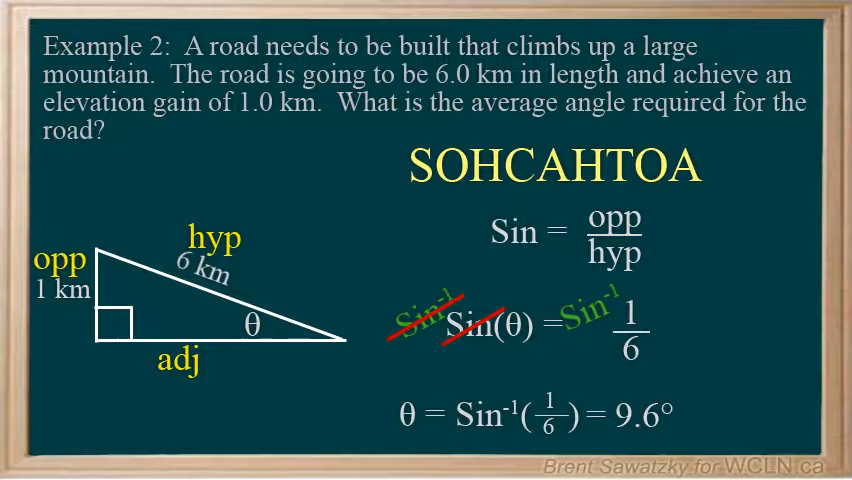 Example 2:  A road needs to be built that climbs up a large
mountain.  The road is going to be 6.0 km in length and achieve an
elevation gain of 1.0 km.  What is the average angle required for the
road?
SOHCAHTOA
Sin = opp/hyp
hyp
6 km
opp
1 km
θ
adj
Sin⁻¹ Sin(θ) = Sin⁻¹ 1/6
θ = Sin⁻¹(1/6) = 9.6°
Brent Sawatzky for WCLN.ca